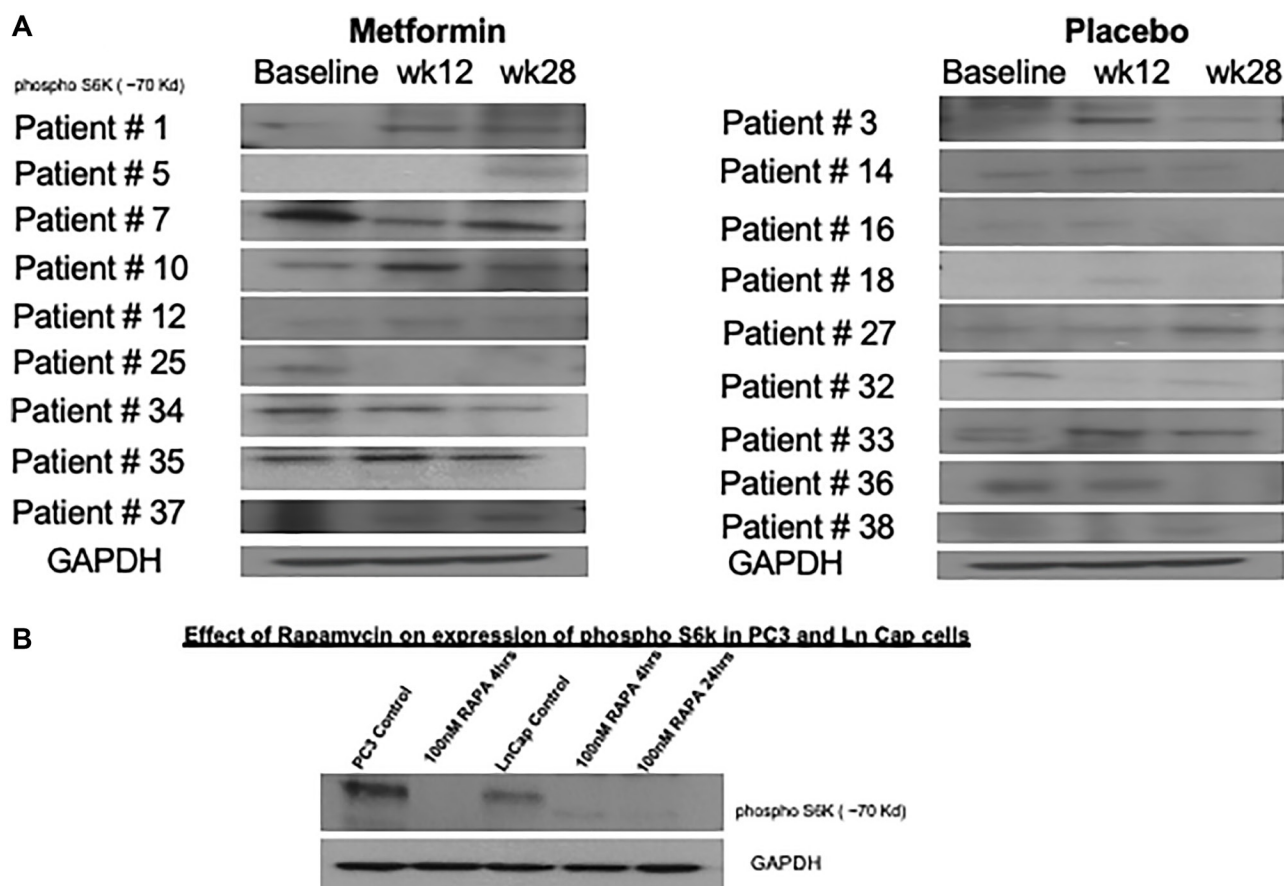 A
Metformin
Baseline wk12 wk28
phospho S6K ( ~70 Kd)
Patient # 1
Patient # 5
Patient # 7
Patient # 10
Patient # 12
Patient # 25
Patient # 34
Patient # 35
Patient # 37
GAPDH
Placebo
Baseline wk12 wk28
Patient # 3
Patient # 14
Patient # 16
Patient # 18
Patient # 27
Patient # 32
Patient # 33
Patient # 36
Patient # 38
GAPDH
B
Effect of Rapamycin on expression of phospho S6k in PC3 and Ln Cap cells
PC3 Control
100nM RAPA 4hrs
LnCap Control
100nM RAPA 4hrs
100nM RAPA 24hrs
phospho S6K ( ~70 Kd)
GAPDH